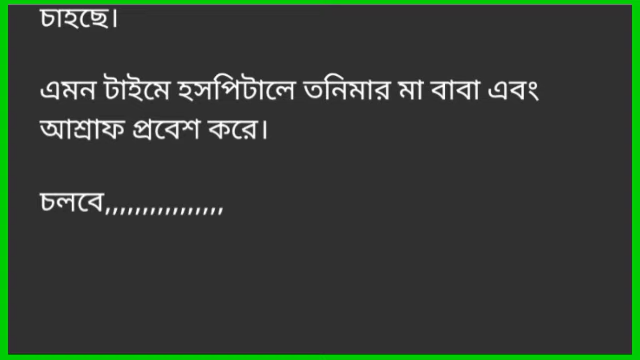 চাহছে।
এমন টাইমে হসপিটালে তনিমার মা বাবা এবং
আশ্রাফ প্রবেশ করে।
চলবে,,,,,,,,,,,,,,,,